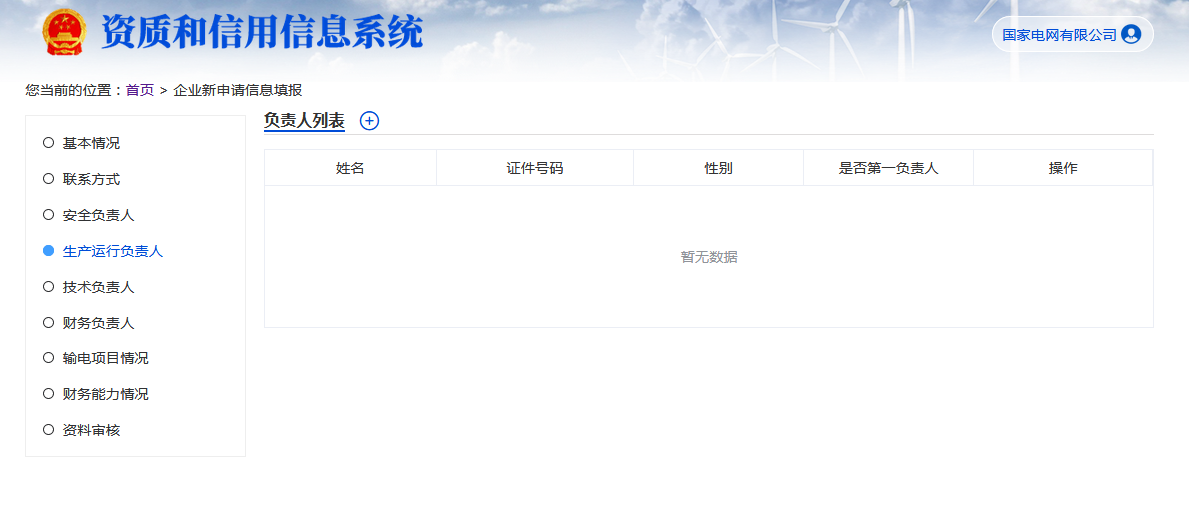 资质和信用信息系统
国家电网有限公司
您当前的位置：首页 > 企业新申请信息填报
基本情况
联系方式
安全负责人
生产运行负责人
技术负责人
财务负责人
输电项目情况
财务能力情况
资料审核
负责人列表
姓名 证件号码 性别 是否第一负责人 操作
暂无数据